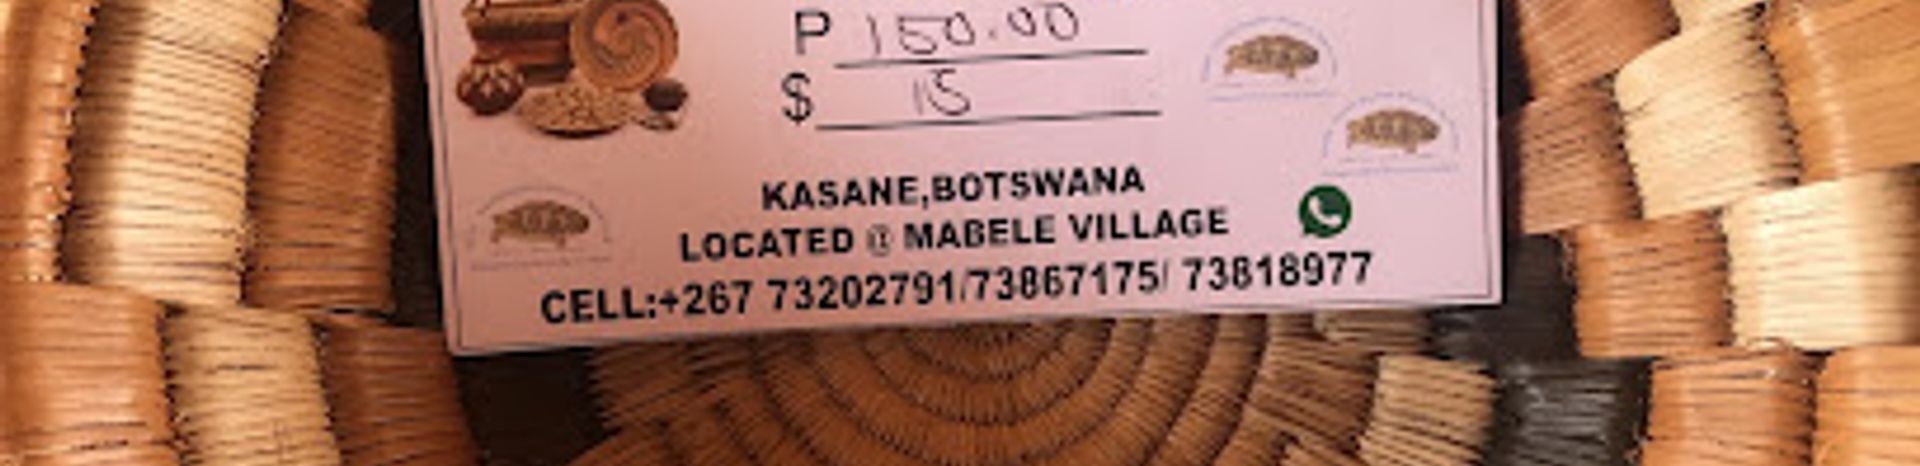 P 150.00
$ 15
KASANE,BOTSWANA
LOCATED @ MABELE VILLAGE
CELL:+267 73202791/73867175/ 73818977